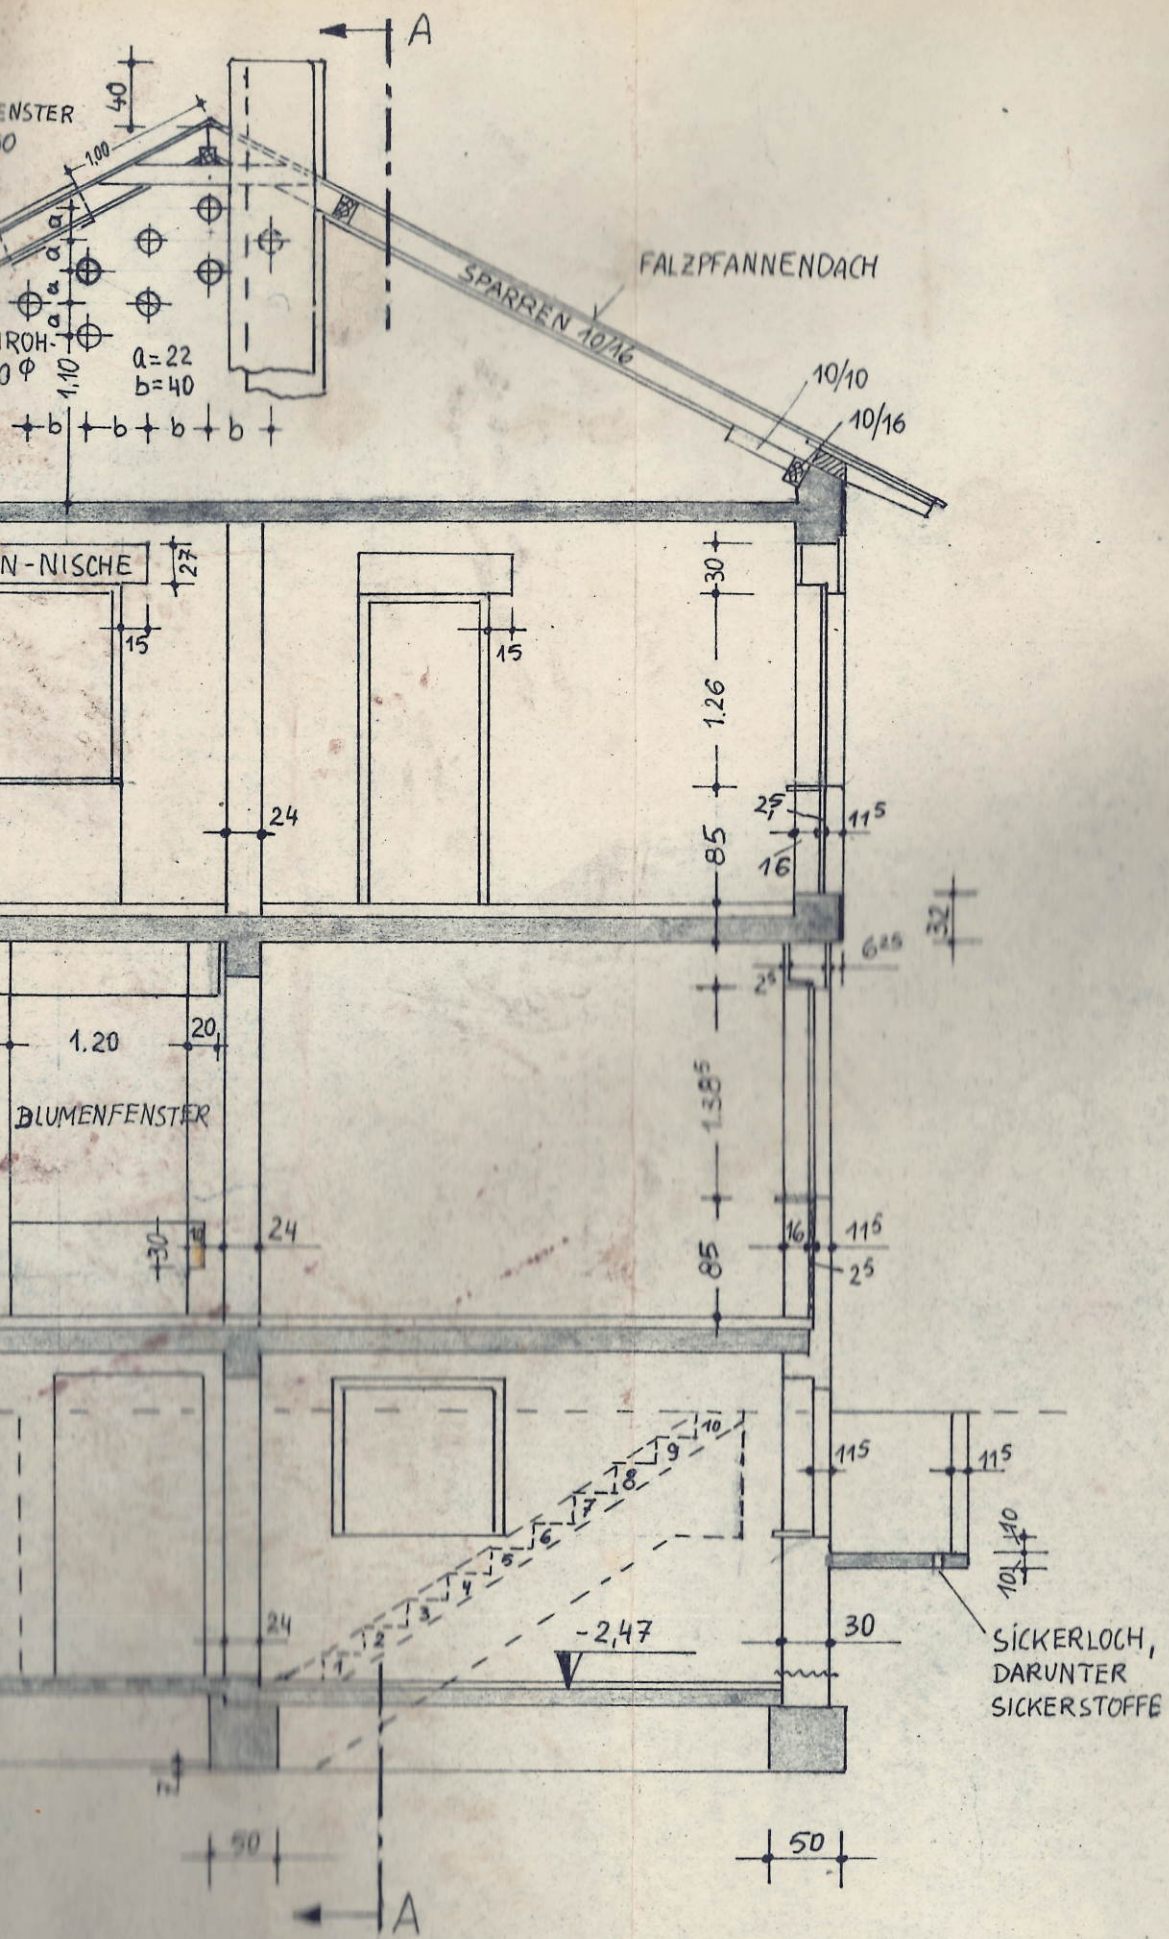 A
40
ENSTER
1,00
FALZPFANNENDACH
SPARREN 10/16
a
a
a
a
ROH-
0 Φ
1,10
a=22
b=40
10/10
10/16
b
b
b
b
N-NISCHE
27
30
15
15
1.26
24
2,5
11⁵
85
16
32
6²⁵
2⁵
1.20
20
1.38⁵
BLUMENFENSTER
30
24
16
11⁵
85
2⁵
10
9
8
7
6
5
4
3
2
1
11⁵
11⁵
10
10
24
-2,47
30
SICKERLOCH,
DARUNTER
SICKERSTOFFE
50
50
A